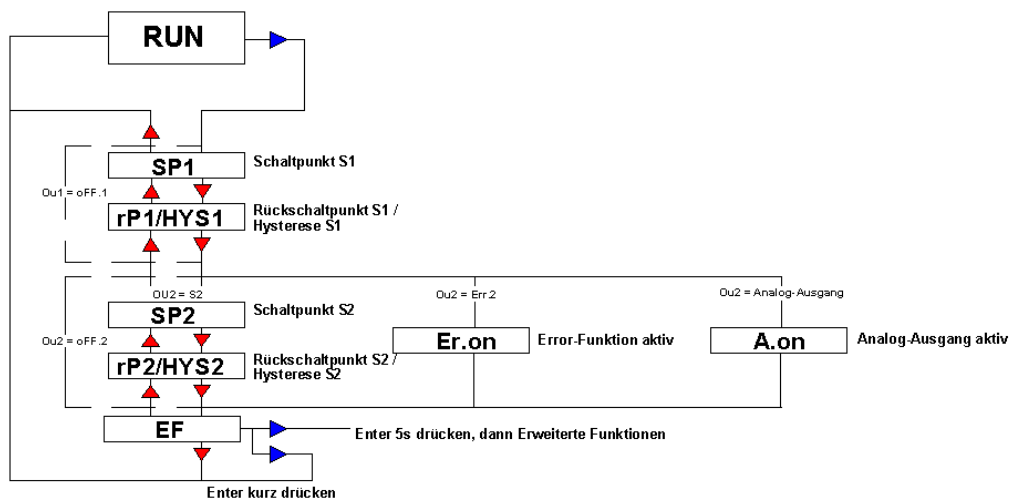 RUN
SP1
Schaltpunkt S1
Ou1 = oFF.1
rP1/HYS1
Rückschaltpunkt S1 /
Hysterese S1
OU2 = S2
Ou2 = Err.2
Ou2 = Analog-Ausgang
SP2
Schaltpunkt S2
Ou2 = oFF.2
Er.on
Error-Funktion aktiv
A.on
Analog-Ausgang aktiv
rP2/HYS2
Rückschaltpunkt S2 /
Hysterese S2
EF
Enter 5s drücken, dann Erweiterte Funktionen
Enter kurz drücken